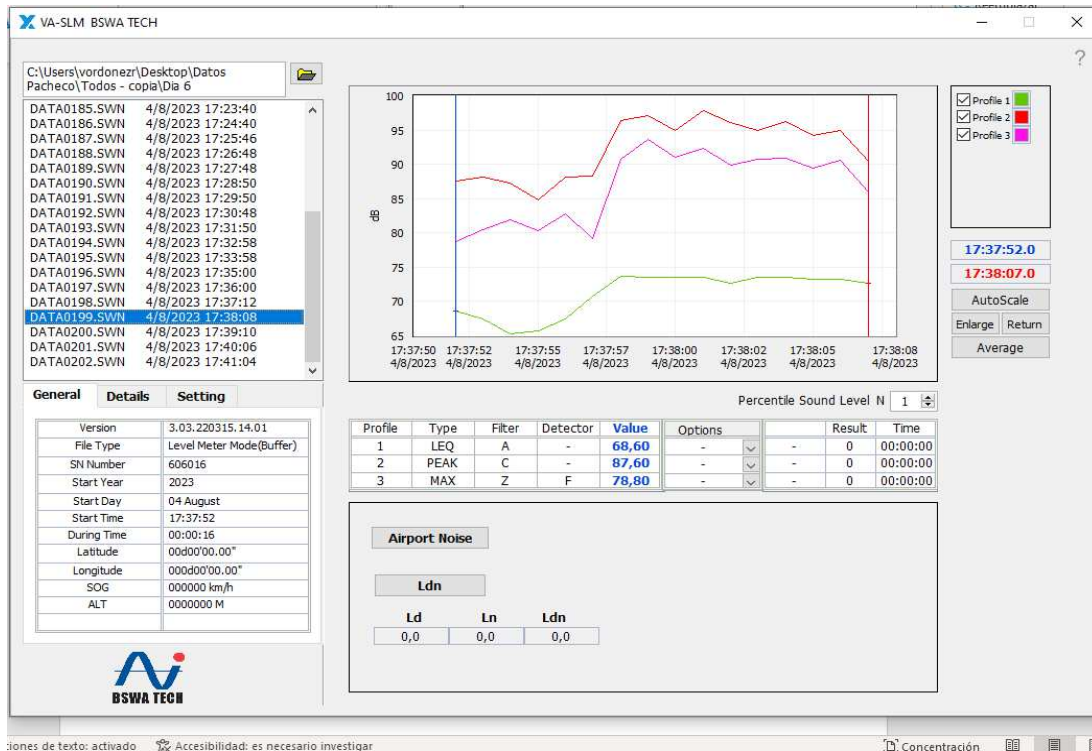 VA-SLM BSWA TECH
?
C:\Users\vordonezr\Desktop\Datos
Pacheco\Todos - copia\Dia 6
DATA0185.SWN 4/8/2023 17:23:40
DATA0186.SWN 4/8/2023 17:24:40
DATA0187.SWN 4/8/2023 17:25:46
DATA0188.SWN 4/8/2023 17:26:48
DATA0189.SWN 4/8/2023 17:27:48
DATA0190.SWN 4/8/2023 17:28:50
DATA0191.SWN 4/8/2023 17:29:50
DATA0192.SWN 4/8/2023 17:30:48
DATA0193.SWN 4/8/2023 17:31:50
DATA0194.SWN 4/8/2023 17:32:58
DATA0195.SWN 4/8/2023 17:33:58
DATA0196.SWN 4/8/2023 17:35:00
DATA0197.SWN 4/8/2023 17:36:00
DATA0198.SWN 4/8/2023 17:37:12
DATA0199.SWN 4/8/2023 17:38:08
DATA0200.SWN 4/8/2023 17:39:10
DATA0201.SWN 4/8/2023 17:40:06
DATA0202.SWN 4/8/2023 17:41:04
100
95
90
85
80
75
70
65
dB
17:37:50 17:37:52 17:37:55 17:37:57 17:38:00 17:38:02 17:38:05 17:38:08
4/8/2023 4/8/2023 4/8/2023 4/8/2023 4/8/2023 4/8/2023 4/8/2023 4/8/2023
Profile 1
Profile 2
Profile 3
17:37:52.0
17:38:07.0
AutoScale
Enlarge Return
Average
General Details Setting
Version 3.03.220315.14.01
File Type Level Meter Mode(Buffer)
SN Number 606016
Start Year 2023
Start Day 04 August
Start Time 17:37:52
During Time 00:00:16
Latitude 00d00'00.00"
Longitude 000d00'00.00"
SOG 000000 km/h
ALT 0000000 M
BSWA TECH
Percentile Sound Level N 1
Profile Type Filter Detector Value Options Result Time
1 LEQ A - 68,60 - - 0 00:00:00
2 PEAK C - 87,60 - - 0 00:00:00
3 MAX Z F 78,80 - - 0 00:00:00
Airport Noise
Ldn
Ld Ln Ldn
0,0 0,0 0,0
ciones de texto: activado Accesibilidad: es necesario investigar Concentración